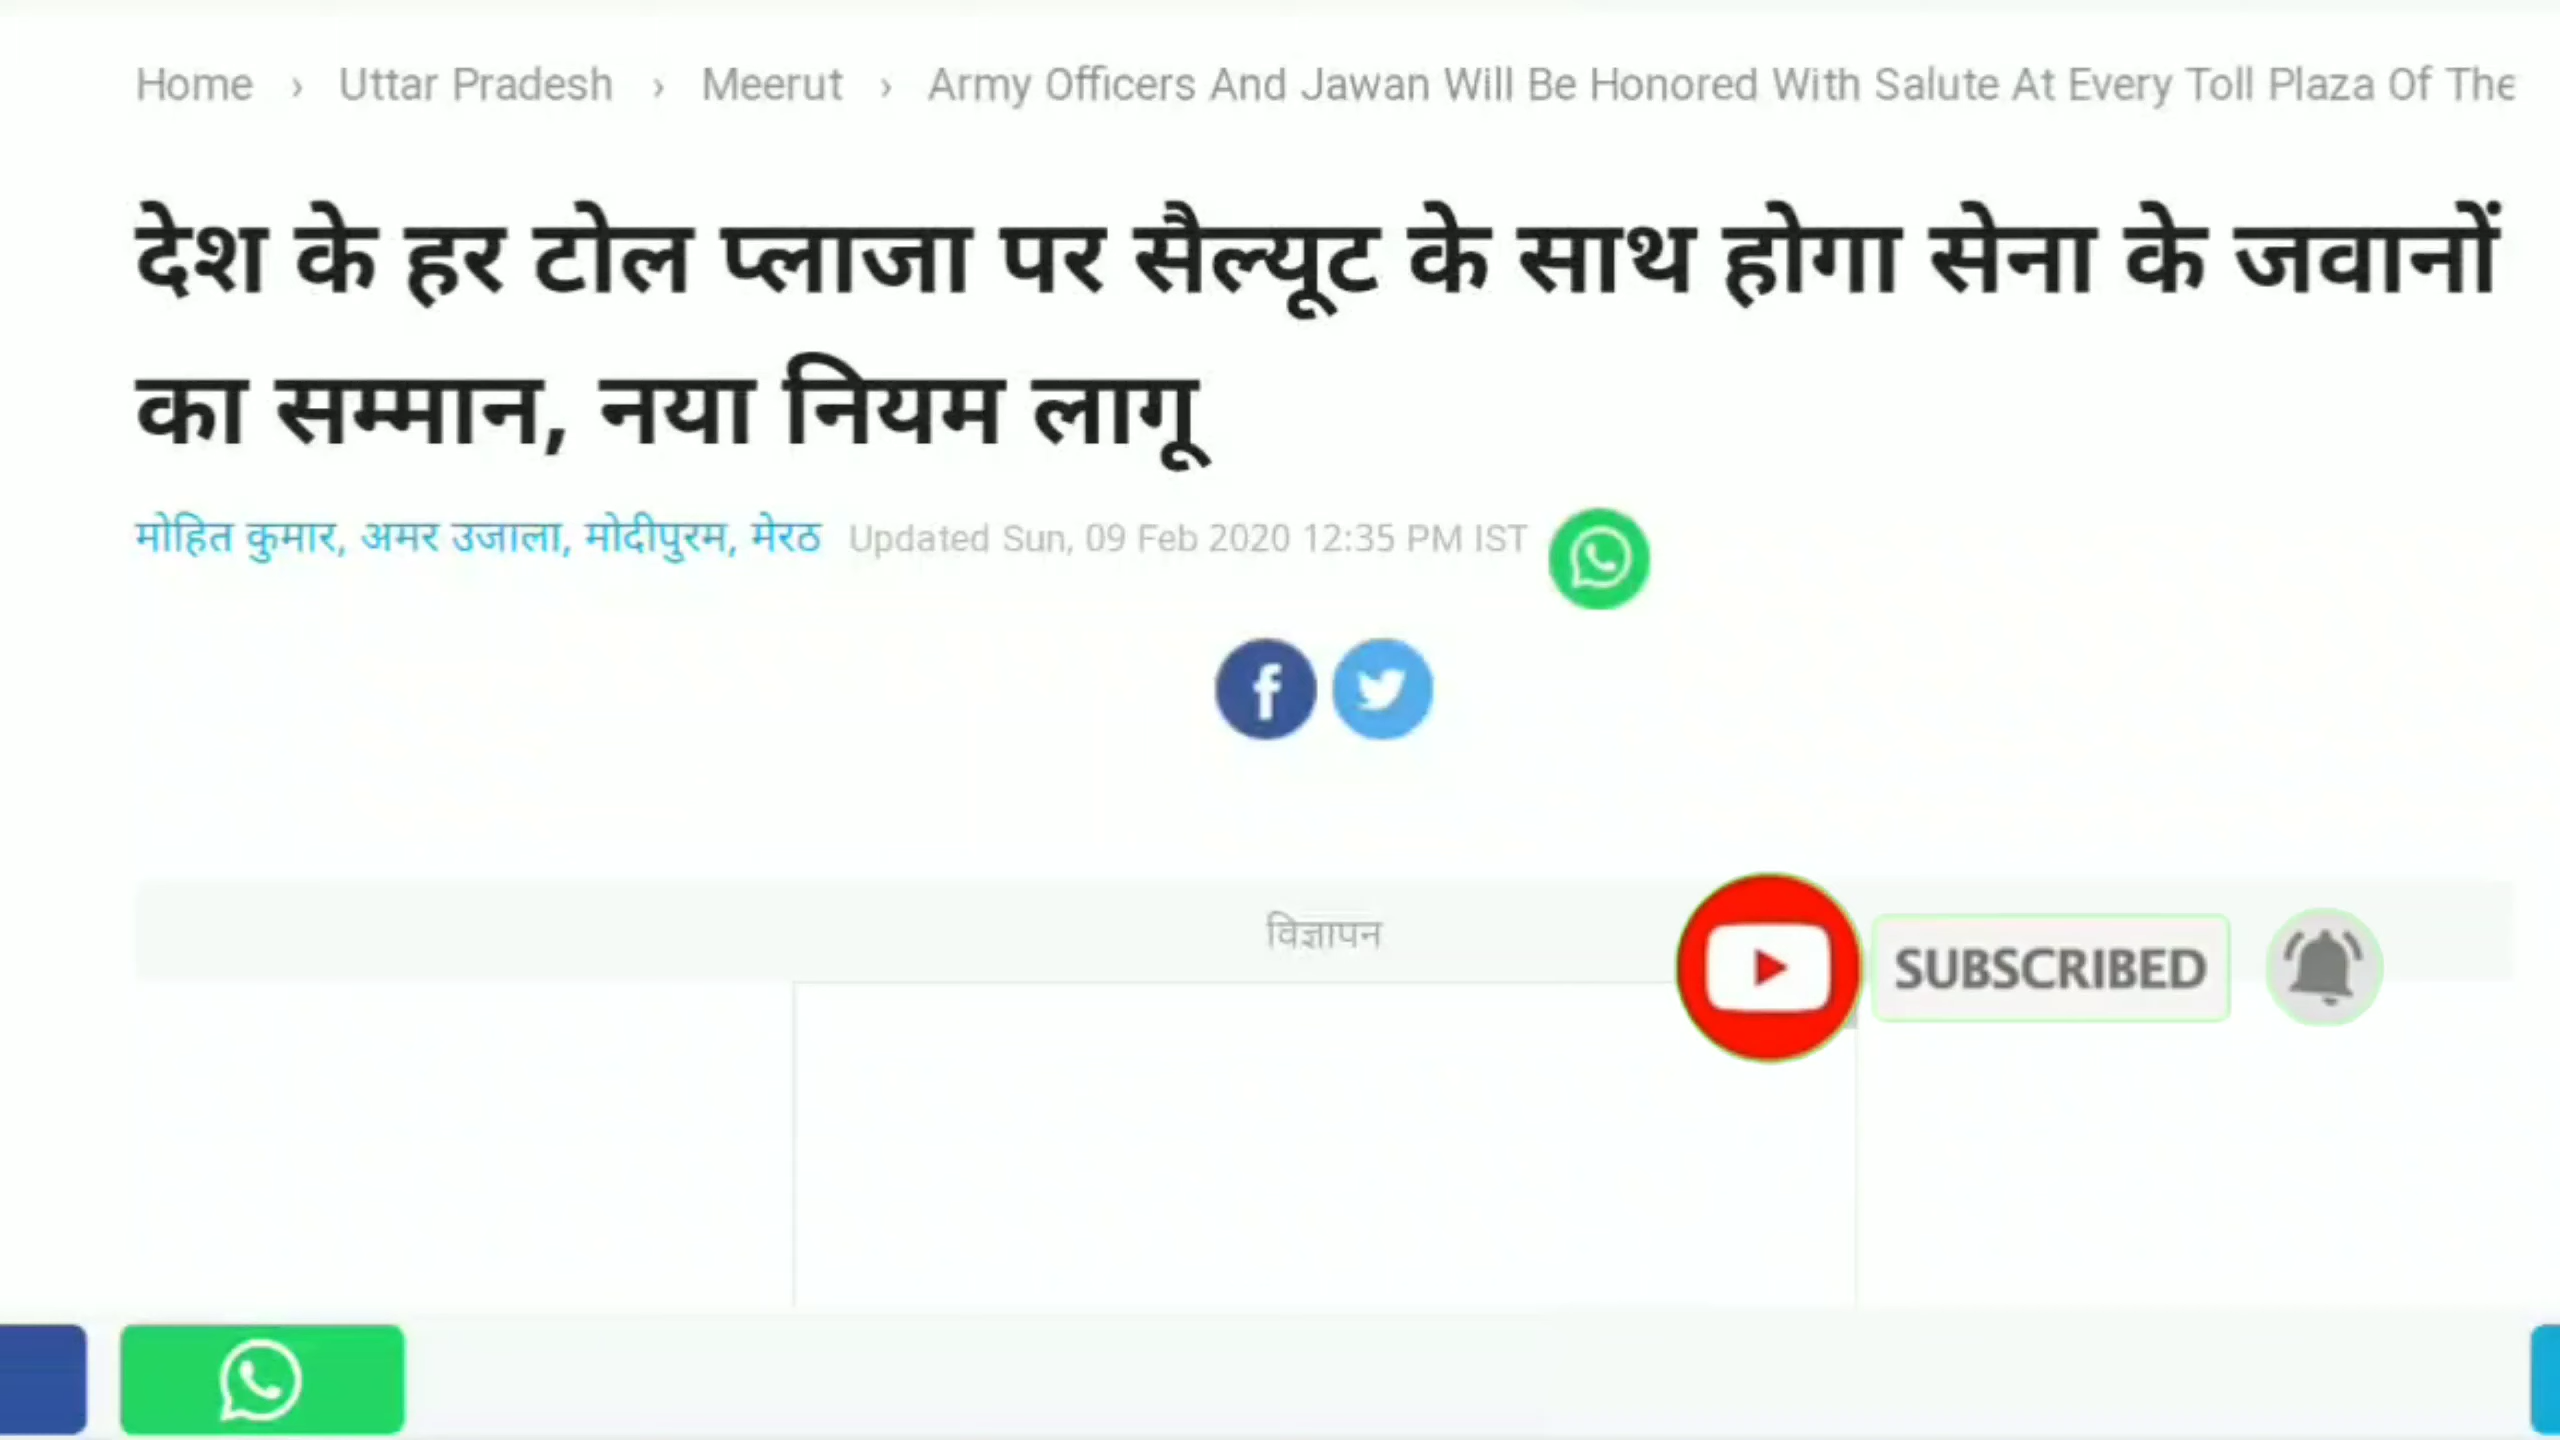 Home › Uttar Pradesh › Meerut › Army Officers And Jawan Will Be Honored With Salute At Every Toll Plaza Of The
देश के हर टोल प्लाजा पर सैल्यूट के साथ होगा सेना के जवानों
का सम्मान, नया नियम लागू
मोहित कुमार, अमर उजाला, मोदीपुरम, मेरठ Updated Sun, 09 Feb 2020 12:35 PM IST
विज्ञापन
SUBSCRIBED